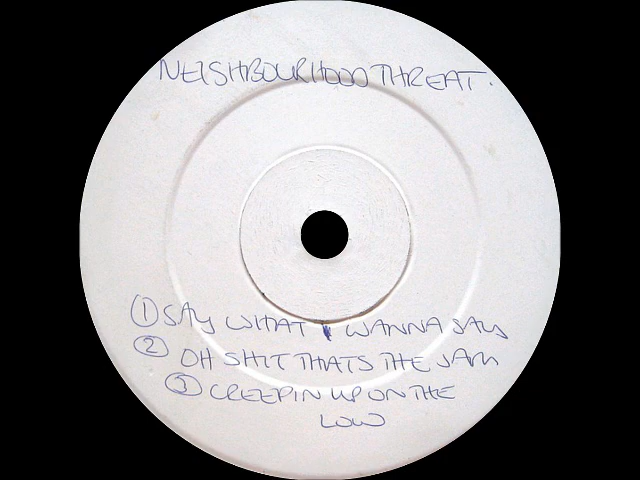 NEIGHBOURHOOD THREAT.
① SAY WHAT I WANNA SAY
② OH SHIT THATS THE JAM
③ CREEPIN UP ON THE
LOW